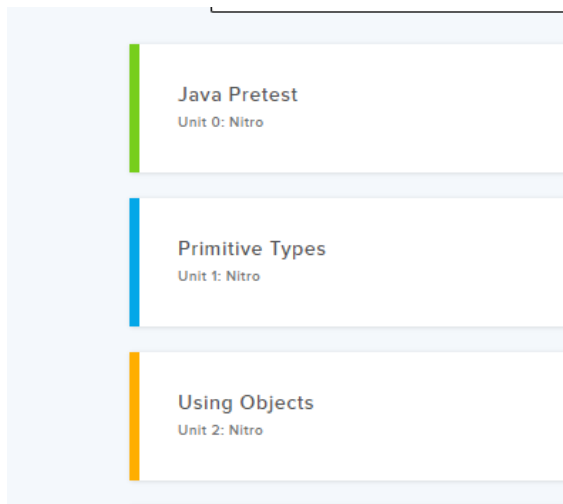 Java Pretest
Unit 0: Nitro
Primitive Types
Unit 1: Nitro
Using Objects
Unit 2: Nitro